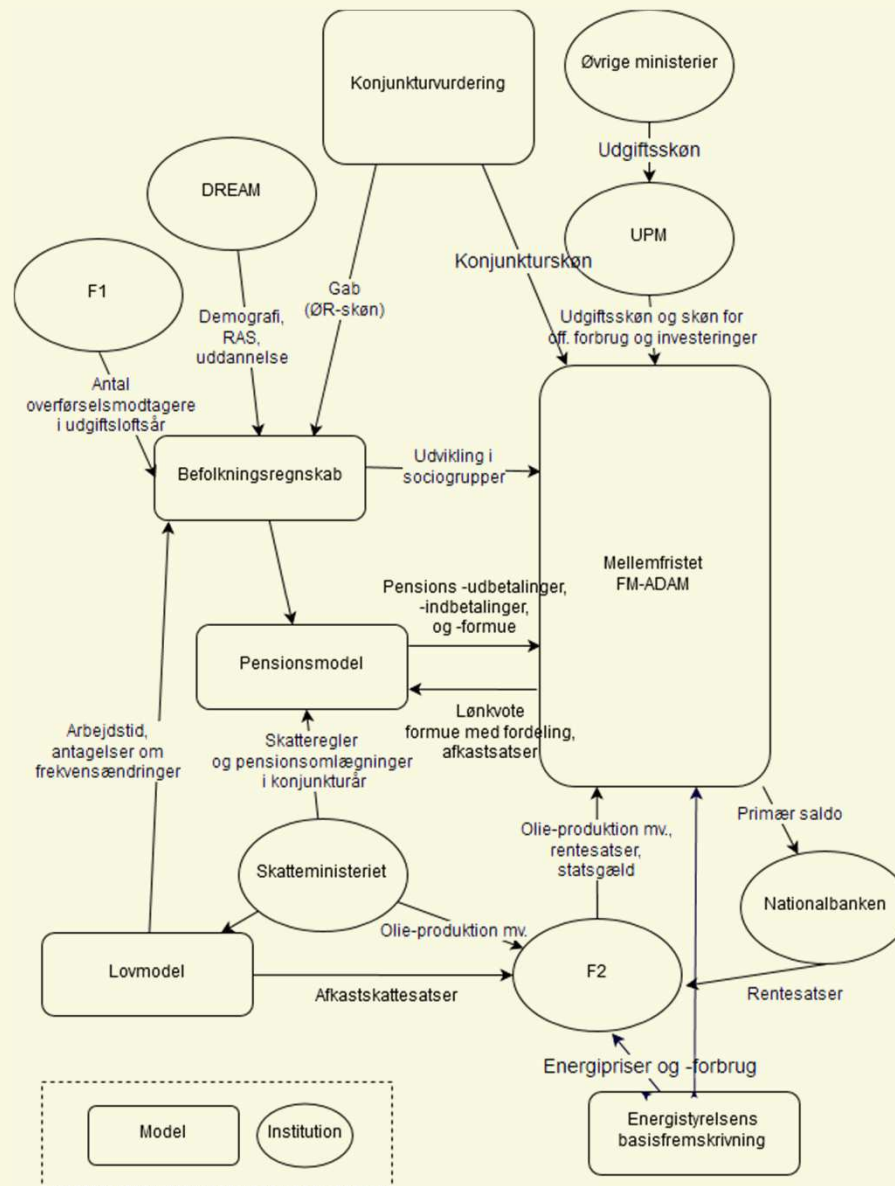 Konjunkturvurdering
Øvrige ministerier
Udgiftsskøn
DREAM
UPM
F1
Konjunkturskøn
Gab
(ØR-skøn)
Demografi,
RAS,
uddannelse
Udgiftsskøn og skøn for
off. forbrug og investeringer
Antal
overførselsmodtagere
i udgiftsloftsår
Befolkningsregnskab
Udvikling i
sociogrupper
Mellemfristet
FM-ADAM
Pensions -udbetalinger,
-indbetalinger,
og -formue
Pensionsmodel
Lønkvote
formue med fordeling,
afkastsatser
Arbejdstid,
antagelser om
frekvensændringer
Skatteregler
og pensionsomlægninger
i konjunkturår
Olie-produktion mv.,
rentesatser,
statsgæld
Primær saldo
Skatteministeriet
Nationalbanken
Olie-produktion mv.
Lovmodel
F2
Afkastskattesatser
Rentesatser
Energipriser og -forbrug
Energistyrelsens
basisfremskrivning
Model
Institution